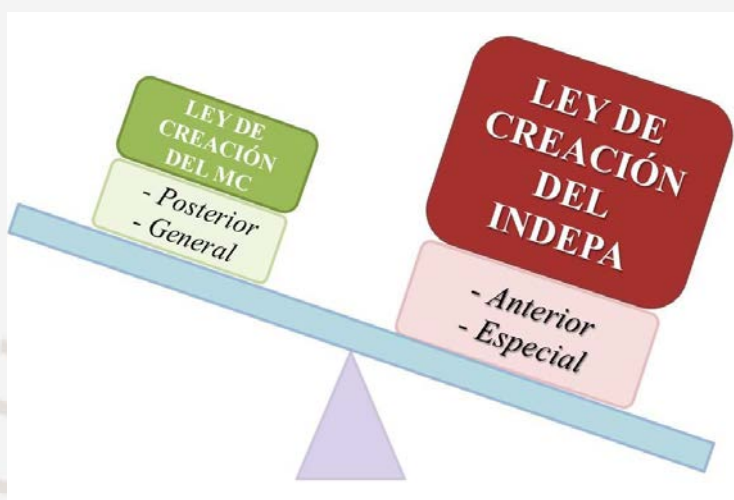 LEY DE
CREACIÓN
DEL MC
- Posterior
- General
LEY DE
CREACIÓN
DEL
INDEPA
- Anterior
- Especial